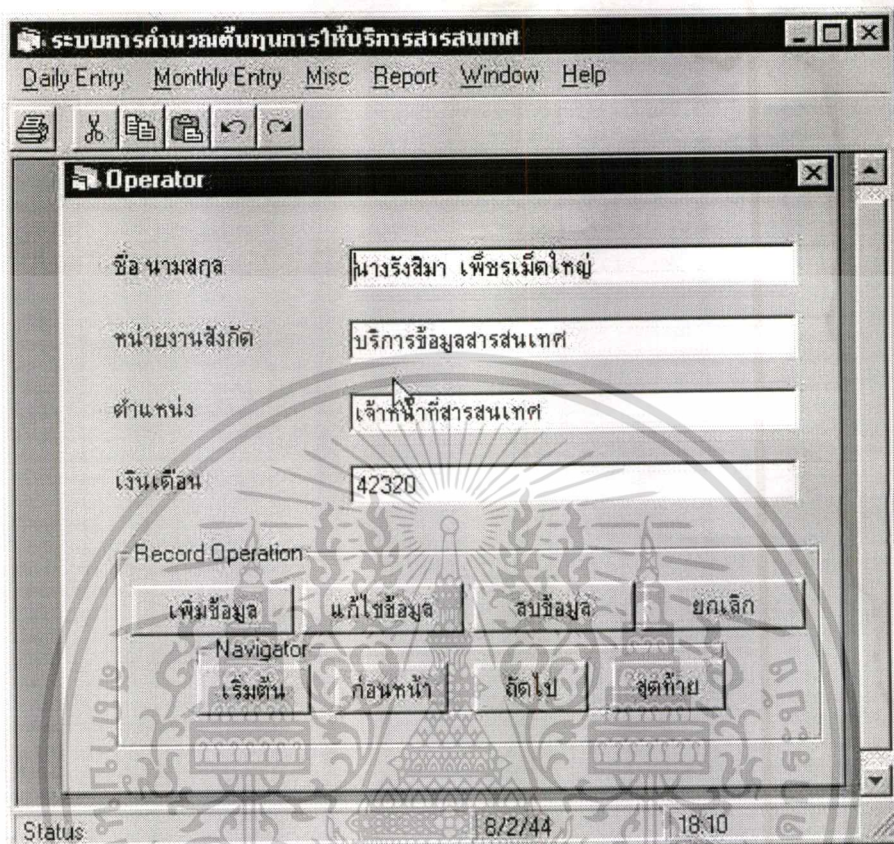 ระบบการคำนวณต้นทุนการให้บริการสารสนเทศ
Daily Entry Monthly Entry Misc Report Window Help
Operator
ชื่อ นามสกุล นางรังสิมา เพ็ชรเม็ดใหญ่
หน่วยงานสังกัด บริการข้อมูลสารสนเทศ
ตำแหน่ง เจ้าหน้าที่สารสนเทศ
เงินเดือน 42320
Record Operation
เพิ่มข้อมูล แก้ไขข้อมูล ลบข้อมูล ยกเลิก
Navigator
เริ่มต้น ก่อนหน้า ถัดไป สุดท้าย
Status 8/2/44 18:10